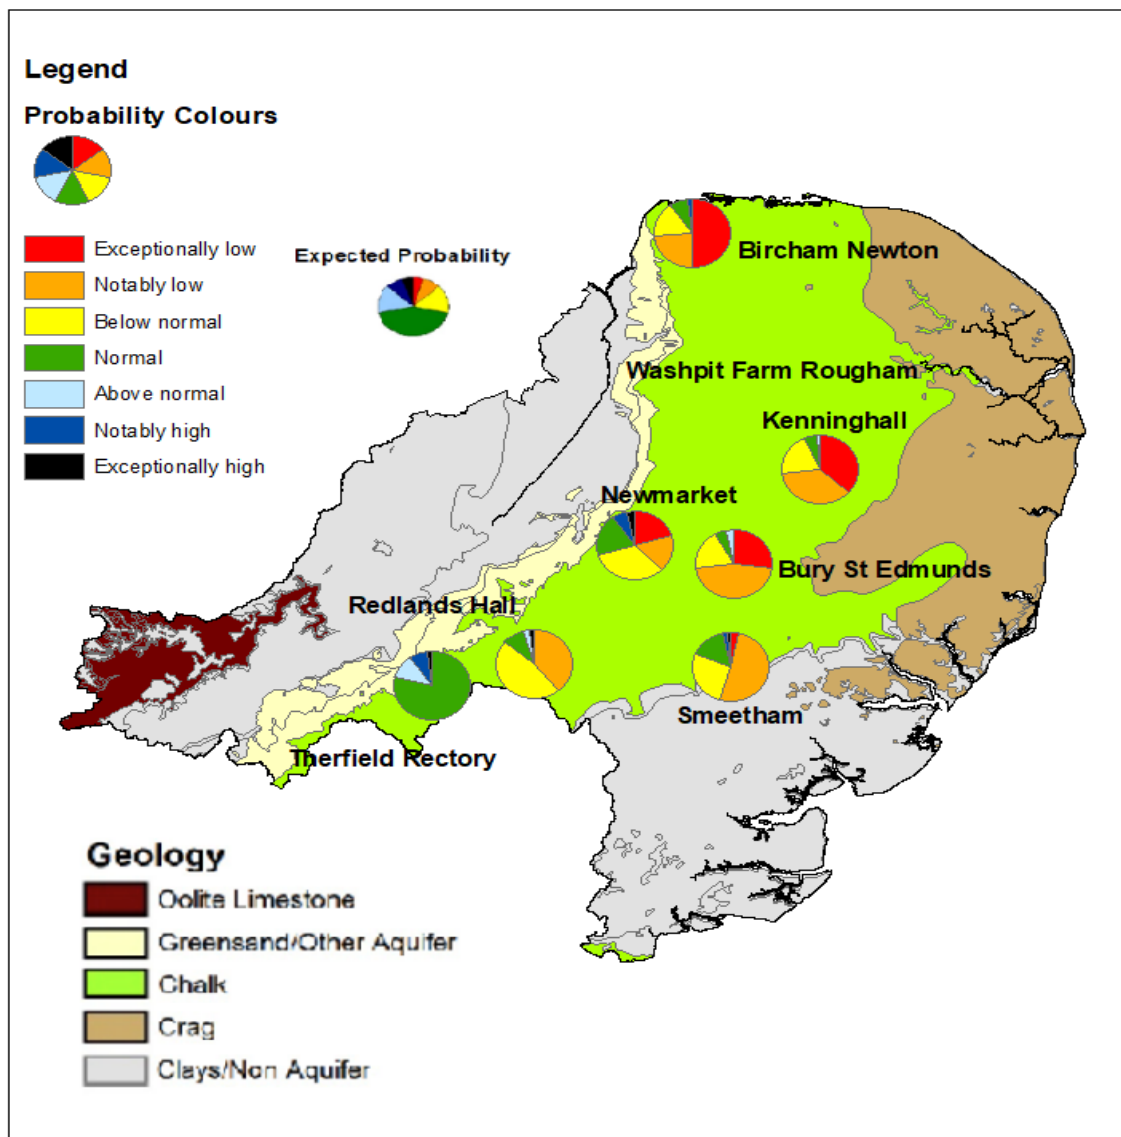 Legend
Probability Colours
Exceptionally low
Notably low
Below normal
Normal
Above normal
Notably high
Exceptionally high
Expected Probability
Bircham Newton
Washpit Farm Rougham
Kenninghall
Newmarket
Bury St Edmunds
Redlands Hall
Smeetham
Therfield Rectory
Geology
Oolite Limestone
Greensand/Other Aquifer
Chalk
Crag
Clays/Non Aquifer